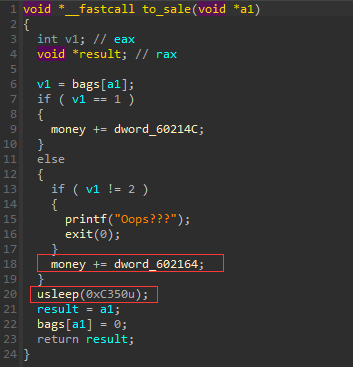 1 void *__fastcall to_sale(void *a1)
2 {
3 int v1; // eax
4 void *result; // rax
5
6 v1 = bags[a1];
7 if ( v1 == 1 )
8 {
9 money += dword_60214C;
10 }
11 else
12 {
13 if ( v1 != 2 )
14 {
15 printf("Oops???");
16 exit(0);
17 }
18 money += dword_602164;
19 }
20 usleep(0xC350u);
21 result = a1;
22 bags[a1] = 0;
23 return result;
24 }